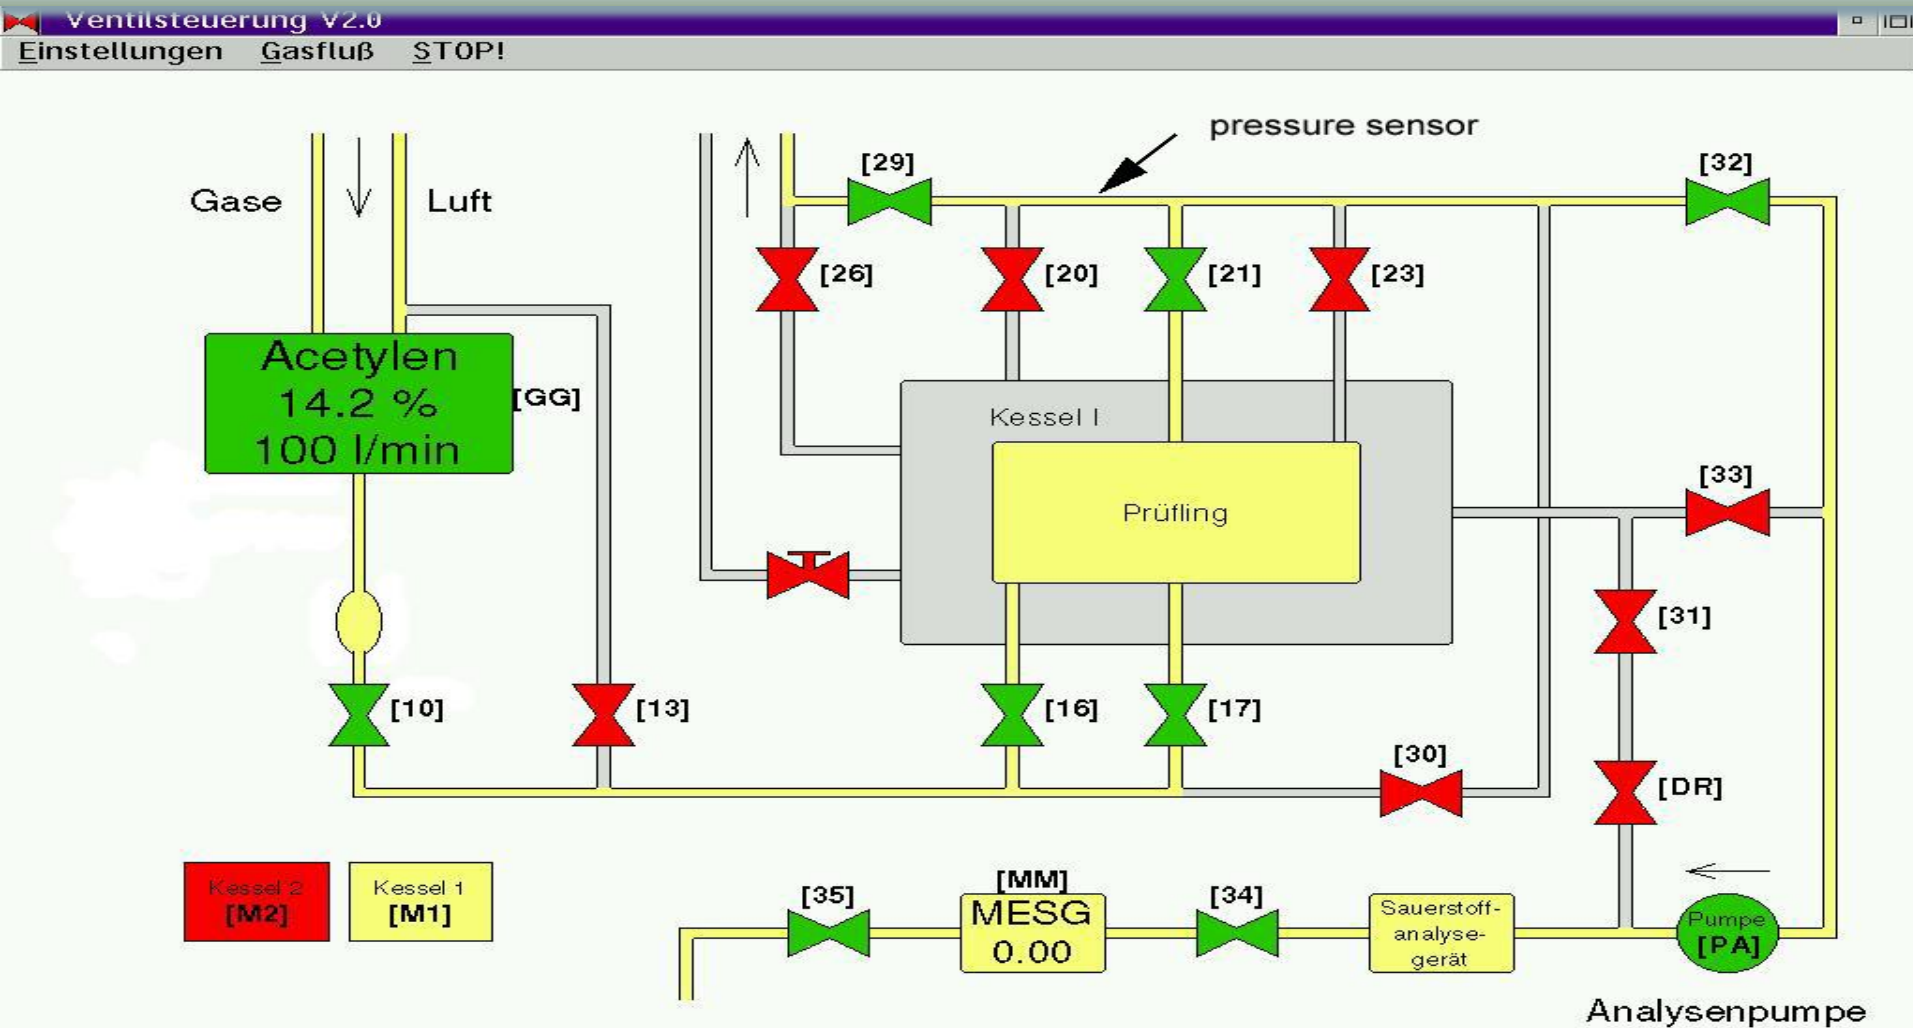 Ventilsteuerung V2.0
Einstellungen Gasfluß STOP!
pressure sensor
[29]
[32]
Gase
Luft
[26]
[20]
[21]
[23]
Acetylen
14.2 %
100 l/min
[GG]
Kessel I
Prüfling
[33]
[31]
[10]
[13]
[16]
[17]
[30]
[DR]
Kessel 2
[M2]
Kessel 1
[M1]
[35]
[MM]
MESG
0.00
[34]
Sauerstoff-
analyse-
gerät
Pumpe
[PA]
Analysenpumpe